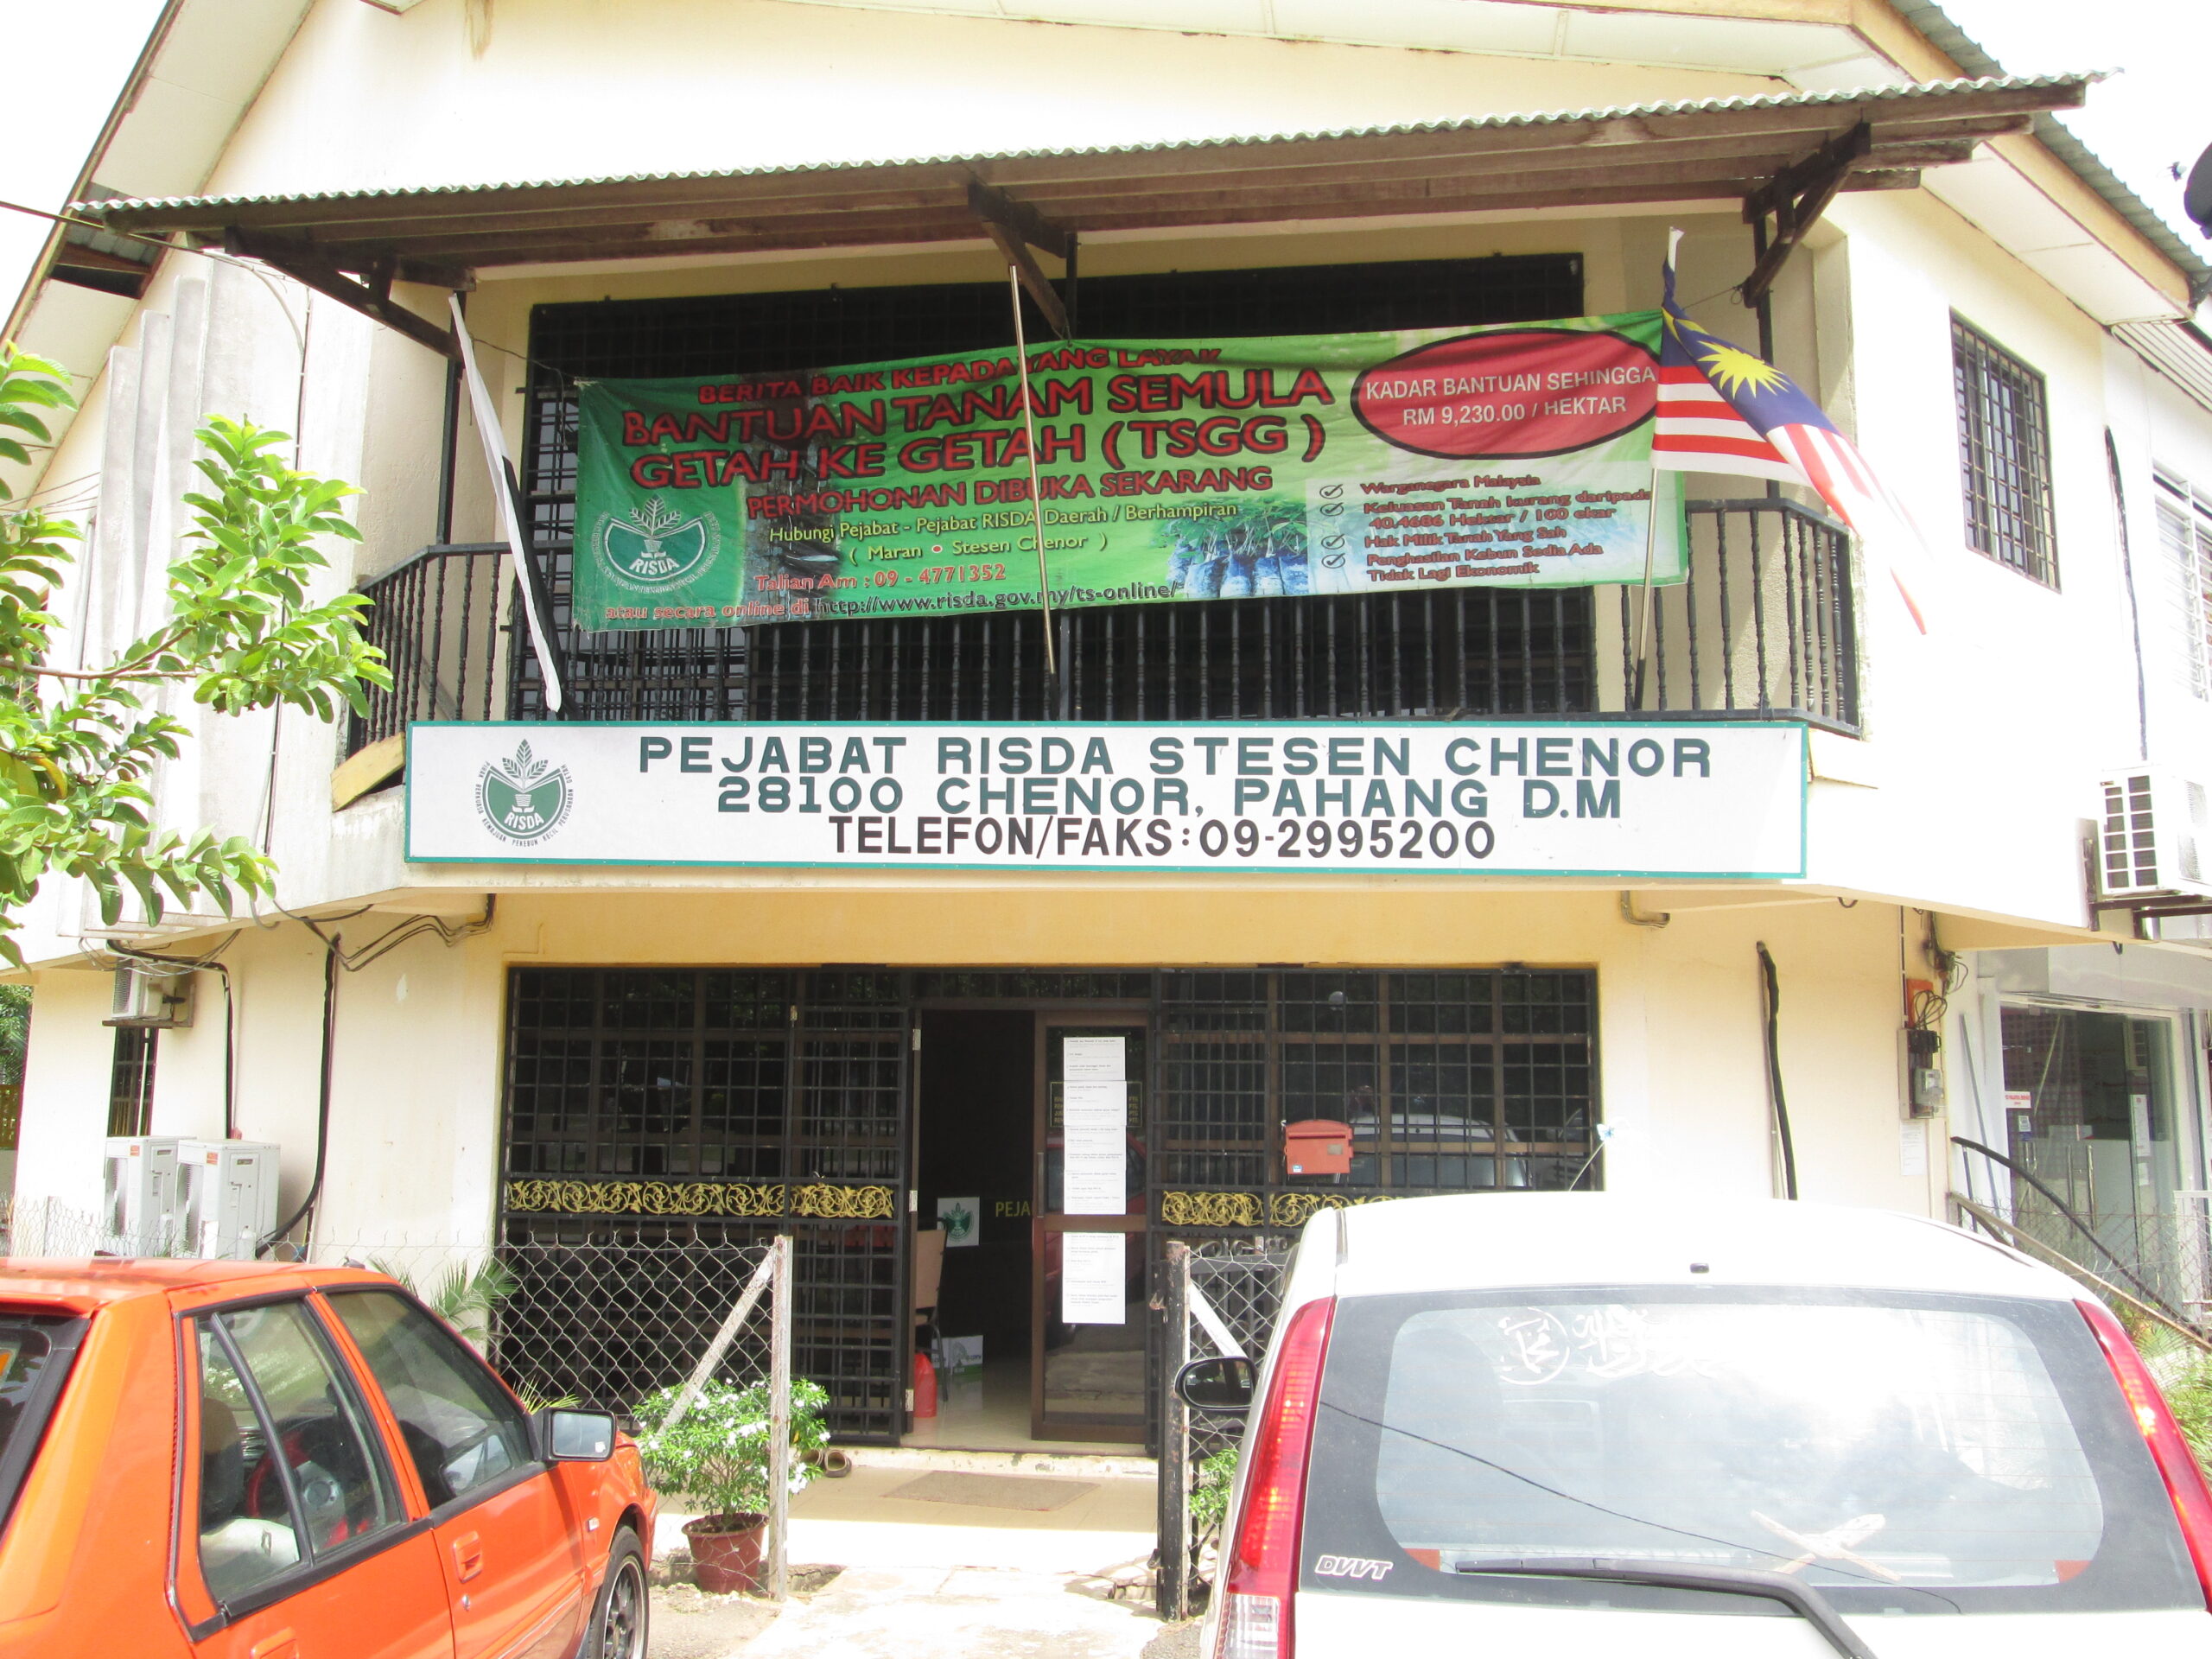 BERITA BAIK KEPADA YANG LAYAK
BANTUAN TANAM SEMULA
GETAH KE GETAH ( TSGG )
PERMOHONAN DIBUKA SEKARANG
Hubungi Pejabat - Pejabat RISDA Daerah / Berhampiran
( Maran • Stesen Chenor )
Talian Am : 09 - 4771352
atau secara online di http://www.risda.gov.my/ts-online/
RISDA
KADAR BANTUAN SEHINGGA
RM 9,230.00 / HEKTAR
Warganegara Malaysia
Keluasan Tanah kurang daripada
40.4686 Hektar / 100 ekar
Hak Milik Tanah Yang Sah
Penghasilan Kebun Sedia Ada
Tidak Lagi Ekonomik
RISDA
PEJABAT RISDA STESEN CHENOR
28100 CHENOR, PAHANG D.M
TELEFON/FAKS:09-2995200
PEJA
DVVT